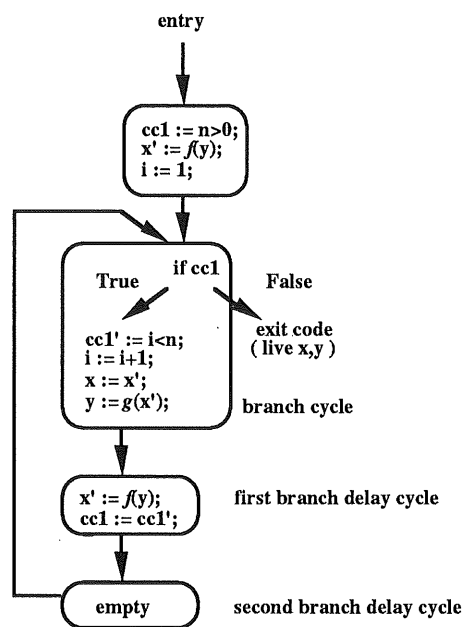 entry
cc1 := n>0;
x' := f(y);
i := 1;
if cc1
True
False
cc1' := i<n;
i := i+1;
x := x';
y := g(x');
exit code
( live x,y )
branch cycle
x' := f(y);
cc1 := cc1';
first branch delay cycle
empty
second branch delay cycle